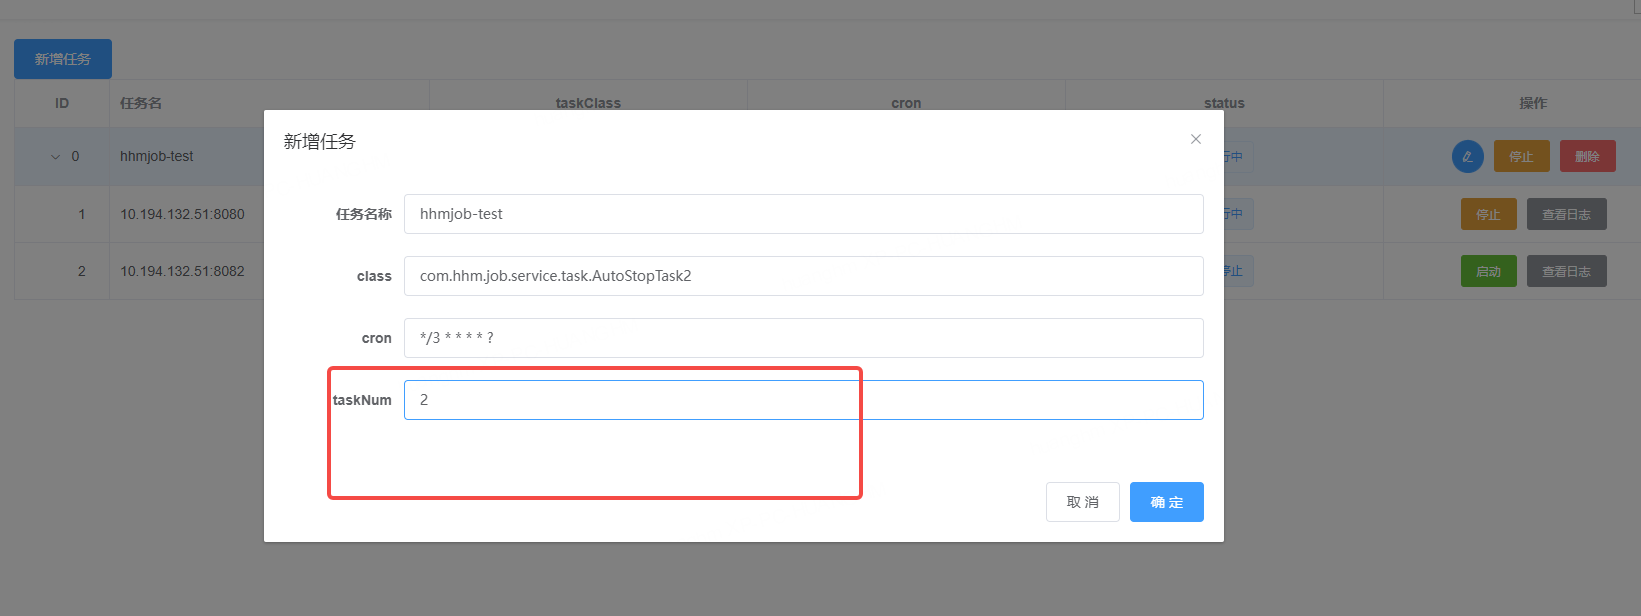 新增任务
ID 任务名 taskClass cron status 操作
新增任务
0 hhmjob-test 行中 停止 删除
任务名称 hhmjob-test
1 10.194.132.51:8080 行中 停止 查看日志
class com.hhm.job.service.task.AutoStopTask2
2 10.194.132.51:8082 停止 启动 查看日志
cron */3 * * * * ?
taskNum 2
取 消 确 定